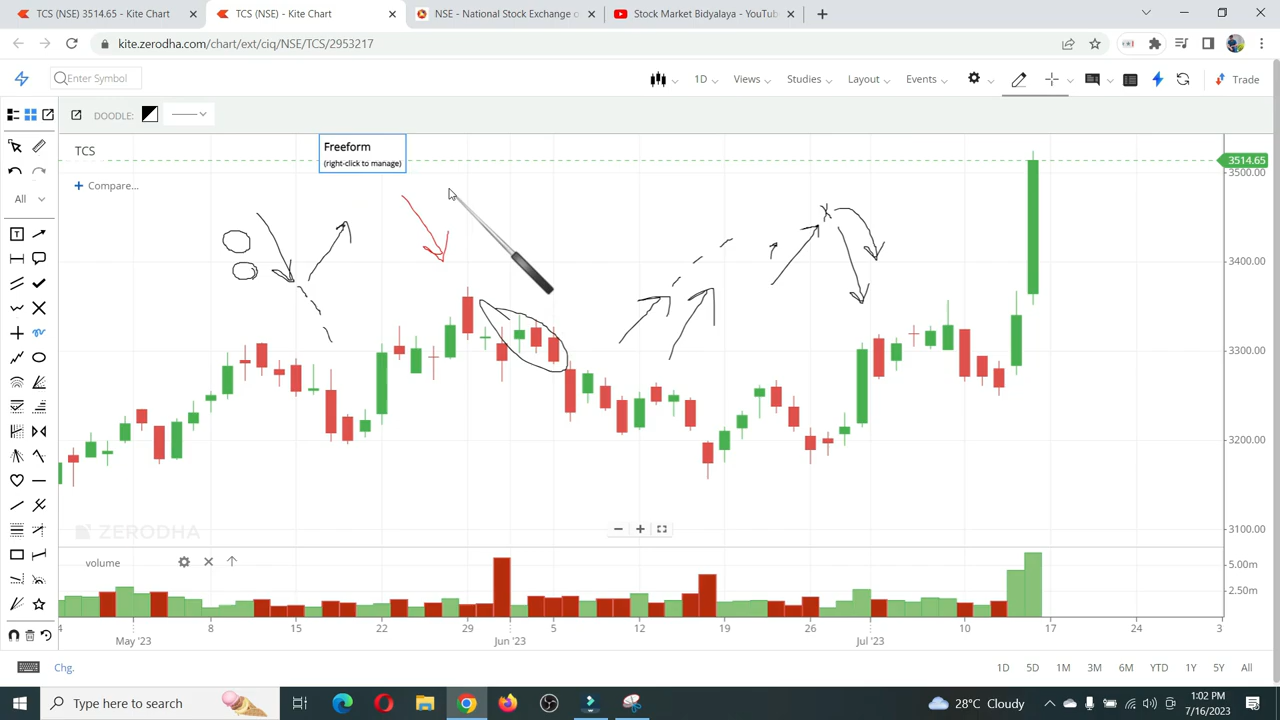 TCS (NSE) 3514.65 - Kite Chart
TCS (NSE) - Kite Chart
NSE - National Stock Exchange o
Stock Market Bidyalaya - YouTub
kite.zerodha.com/chart/ext/ciq/NSE/TCS/2953217
Enter Symbol
1D
Views
Studies
Layout
Events
Trade
DOODLE:
Freeform
(right-click to manage)
TCS
Compare...
All
3514.65
3500.00
3400.00
3300.00
3200.00
3100.00
ZERODHA
volume
5.00m
2.50m
4 8 15 22 29 5 12 19 26 10 17 24 3
May '23 Jun '23 Jul '23
Chg.
1D 5D 1M 3M 6M YTD 1Y 5Y All
Type here to search
28°C Cloudy
1:02 PM
7/16/2023